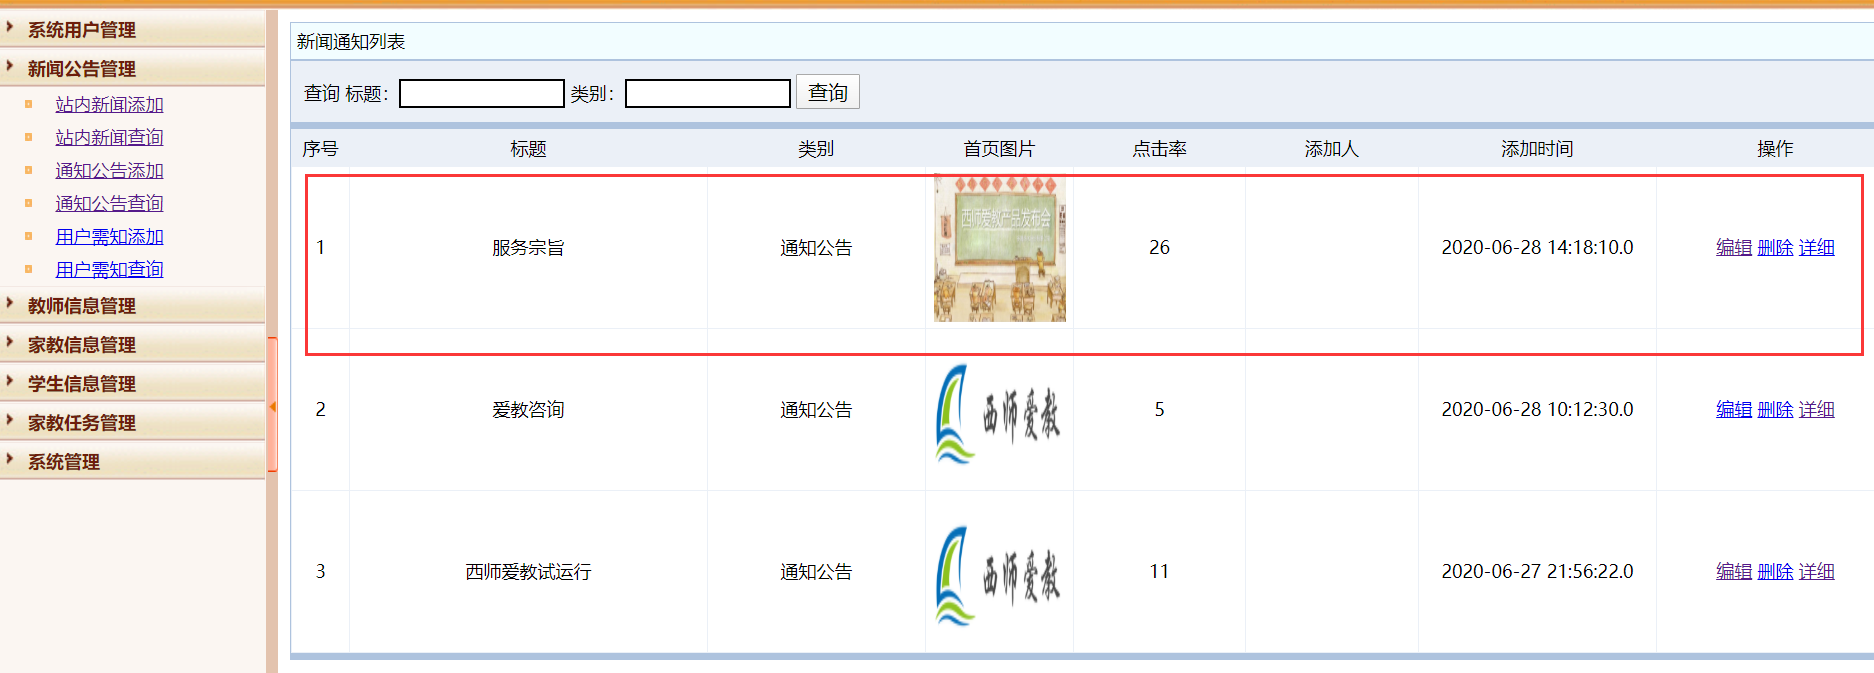 系统用户管理
新闻公告管理
站内新闻添加
站内新闻查询
通知公告添加
通知公告查询
用户需知添加
用户需知查询
教师信息管理
家教信息管理
学生信息管理
家教任务管理
系统管理
新闻通知列表
查询 标题: 类别: 查询
序号 标题 类别 首页图片 点击率 添加人 添加时间 操作
西师爱教产品发布会
1 服务宗旨 通知公告 26 2020-06-28 14:18:10.0 编辑 删除 详细
西师爱教
2 爱教咨询 通知公告 5 2020-06-28 10:12:30.0 编辑 删除 详细
西师爱教
3 西师爱教试运行 通知公告 11 2020-06-27 21:56:22.0 编辑 删除 详细